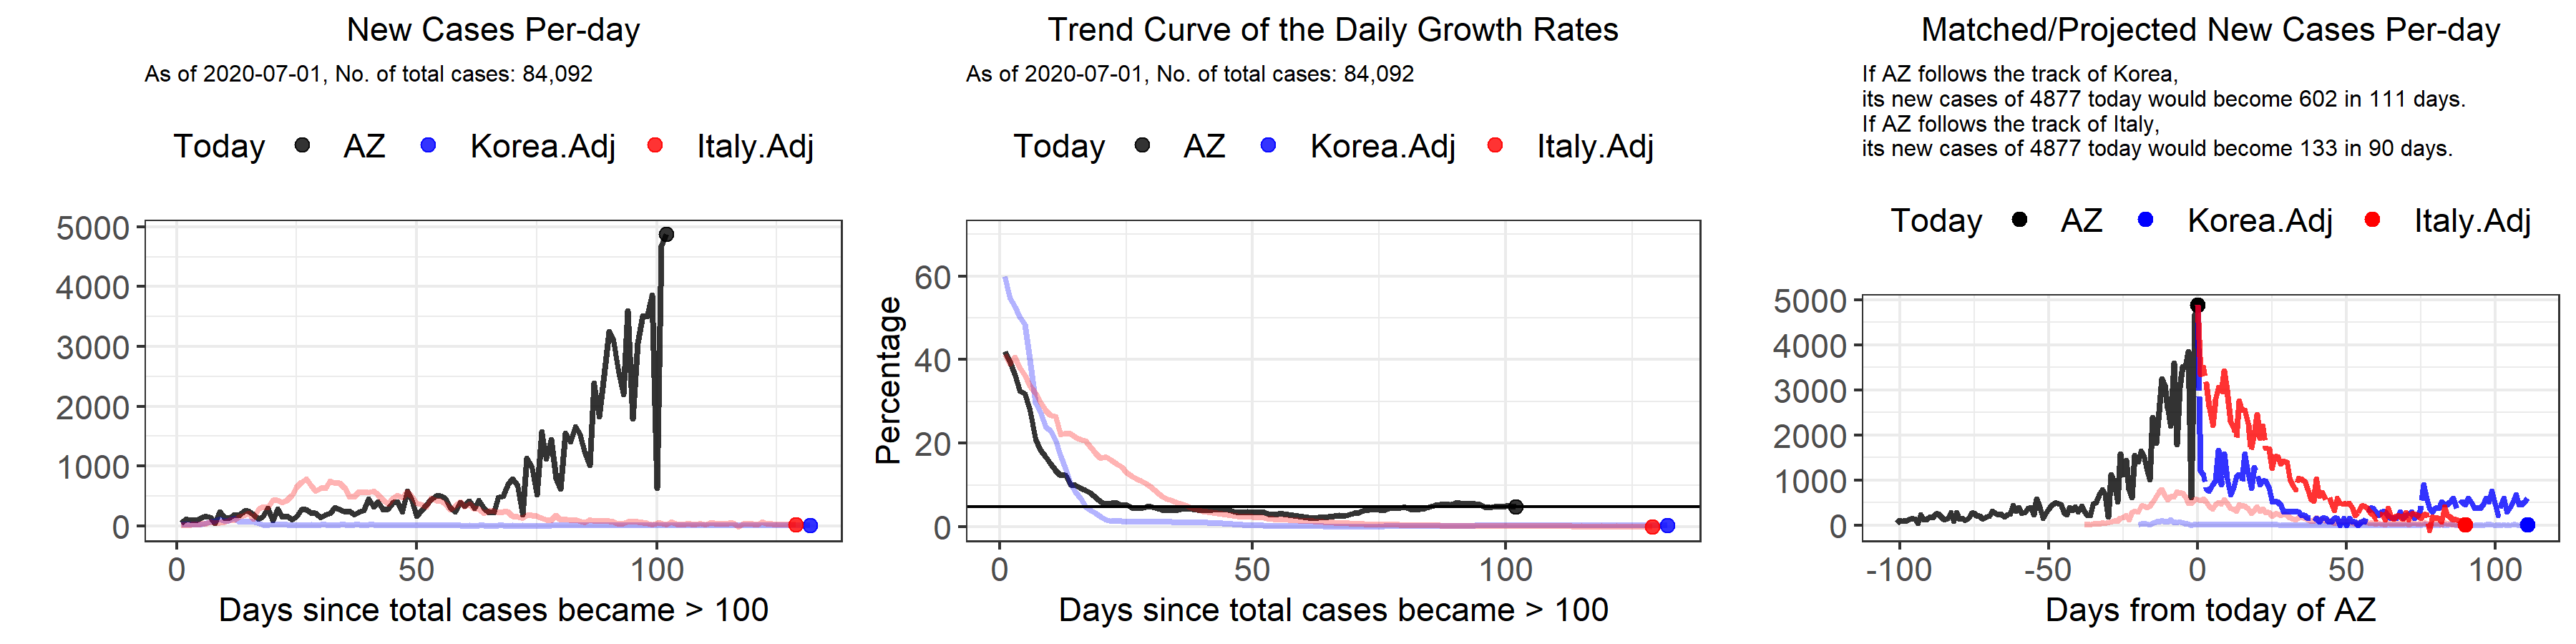 New Cases Per-day
As of 2020-07-01, No. of total cases: 84,092
Today AZ Korea.Adj Italy.Adj
5000
4000
3000
2000
1000
0
0 50 100
Days since total cases became > 100
Trend Curve of the Daily Growth Rates
As of 2020-07-01, No. of total cases: 84,092
Today AZ Korea.Adj Italy.Adj
Percentage
60
40
20
0
0 50 100
Days since total cases became > 100
Matched/Projected New Cases Per-day
If AZ follows the track of Korea,
its new cases of 4877 today would become 602 in 111 days.
If AZ follows the track of Italy,
its new cases of 4877 today would become 133 in 90 days.
Today AZ Korea.Adj Italy.Adj
5000
4000
3000
2000
1000
0
-100 -50 0 50 100
Days from today of AZ